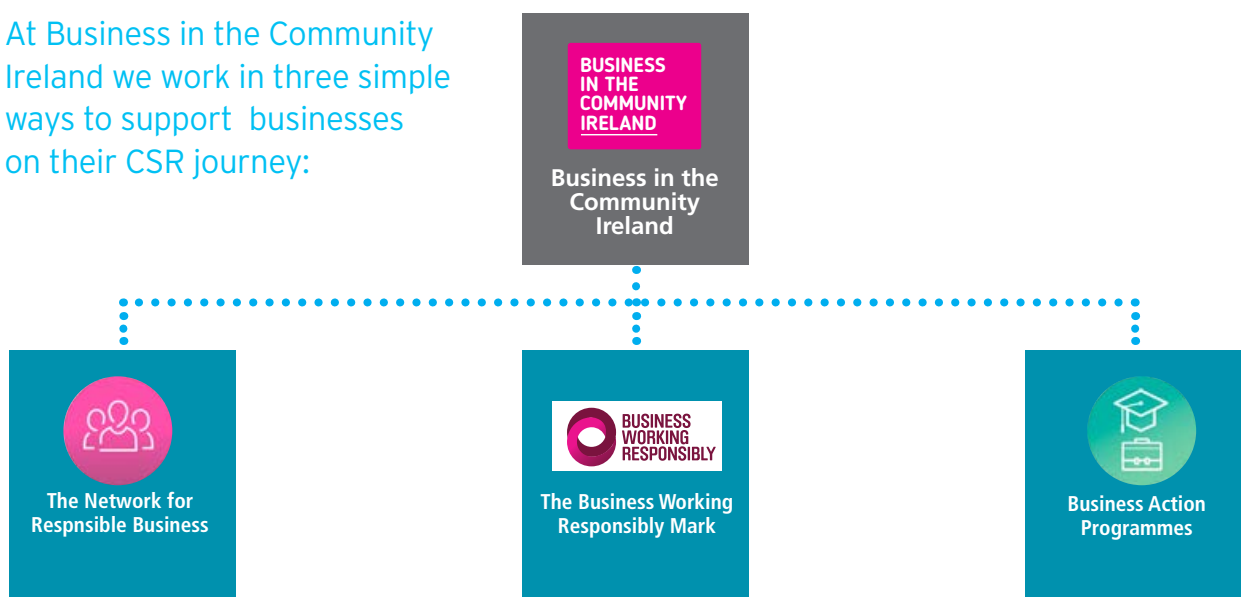 At Business in the Community
Ireland we work in three simple
ways to support businesses
on their CSR journey:
BUSINESS
IN THE
COMMUNITY
IRELAND
Business in the
Community
Ireland
The Network for
Respnsible Business
BUSINESS
WORKING
RESPONSIBLY
The Business Working
Responsibly Mark
Business Action
Programmes